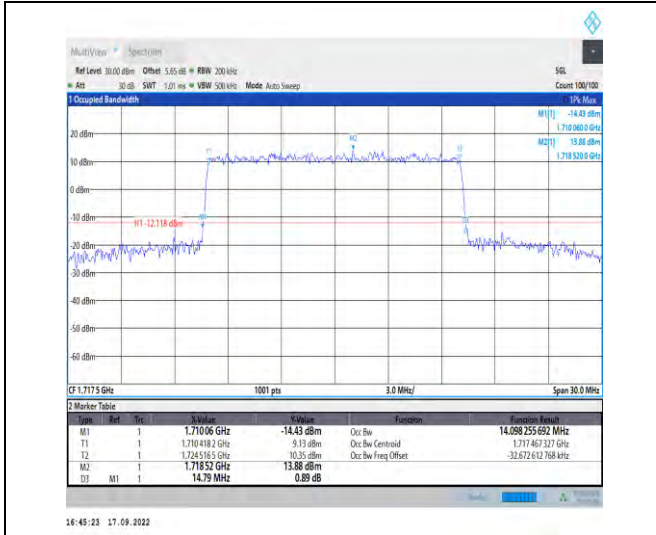 MultiView Spectrum
Ref Level 30.00 dBm Offset 5.65 dB RBW 200 kHz SGL
Att 30 dB SWT 1.01 ms VBW 500 kHz Mode Auto Sweep Count 100/100
1 Occupied Bandwidth 1Pk Max
M1[1] -14.43 dBm
1.710 060 0 GHz
20 dBm M2[1] 13.88 dBm
1.718 520 0 GHz
M2
T1
10 dBm
0 dBm
-10 dBm
H1 -12.118 dBm
-20 dBm
-30 dBm
-40 dBm
-50 dBm
-60 dBm
CF 1.7175 GHz 1001 pts 3.0 MHz/ Span 30.0 MHz
2 Marker Table
Type Ref Trc X-Value Y-Value Function Function Result
M1 1 1.71006 GHz -14.43 dBm Occ Bw 14.098 255 692 MHz
T1 1 1.710 418 2 GHz 9.13 dBm Occ Bw Centroid 1.717 467 327 GHz
T2 1 1.724 516 5 GHz 10.35 dBm Occ Bw Freq Offset -32.672 612 768 kHz
M2 1 1.71852 GHz 13.88 dBm
D3 M1 1 14.79 MHz 0.89 dB
16:45:23 17.09.2022